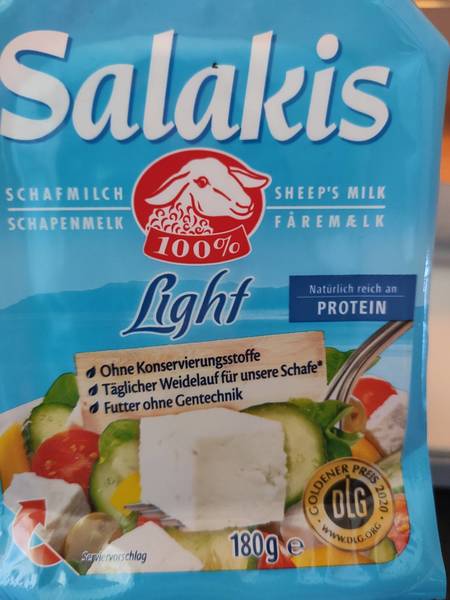 Salakis
SCHAFMILCH
SCHAPENMELK
SHEEP'S MILK
FÅREMÆLK
100%
Light
Natürlich reich an
PROTEIN
Ohne Konservierungsstoffe
Täglicher Weidelauf für unsere Schafe*
Futter ohne Gentechnik
GOLDENER PREIS 2020
DLG
WWW.DLG.ORG
Serviervorschlag
180g e